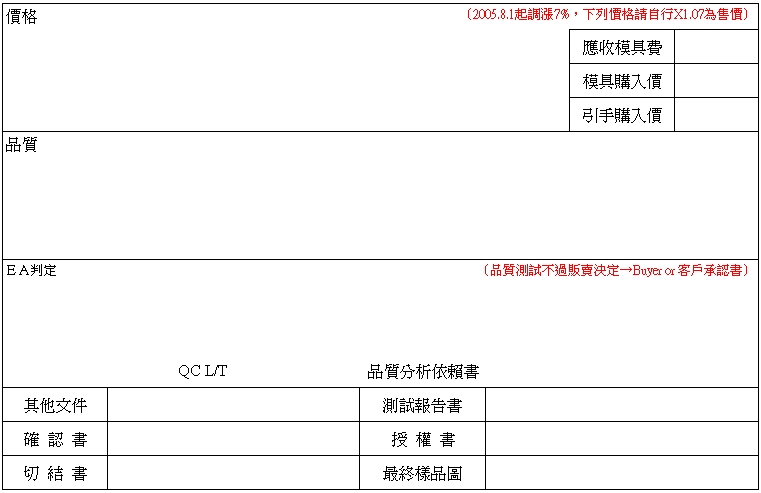 價格 （2005.8.1起調漲7%，下列價格請自行X1.07為售價）
應收模具費
模具購入價
引手購入價
品質
ＥＡ判定 （品質測試不過販賣決定→Buyer or 客戶承認書）
QC L/T 品質分析依賴書
其他文件 測試報告書
確 認 書 授 權 書
切 結 書 最終樣品圖